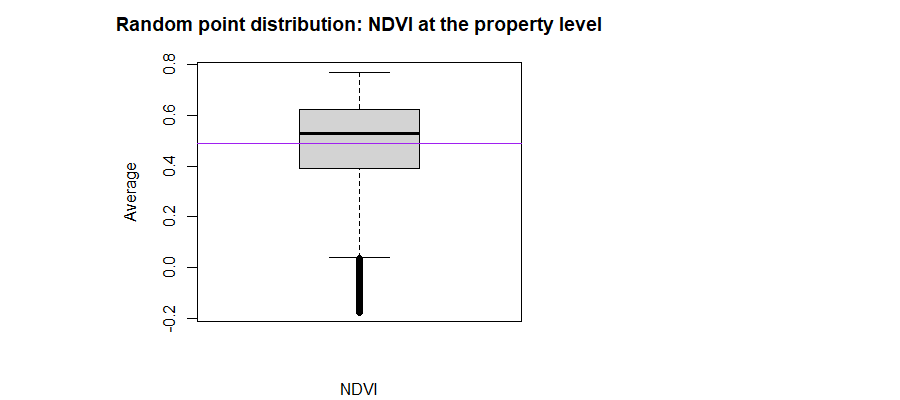 Random point distribution: NDVI at the property level
0.8
0.6
0.4
0.2
0.0
-0.2
Average
NDVI